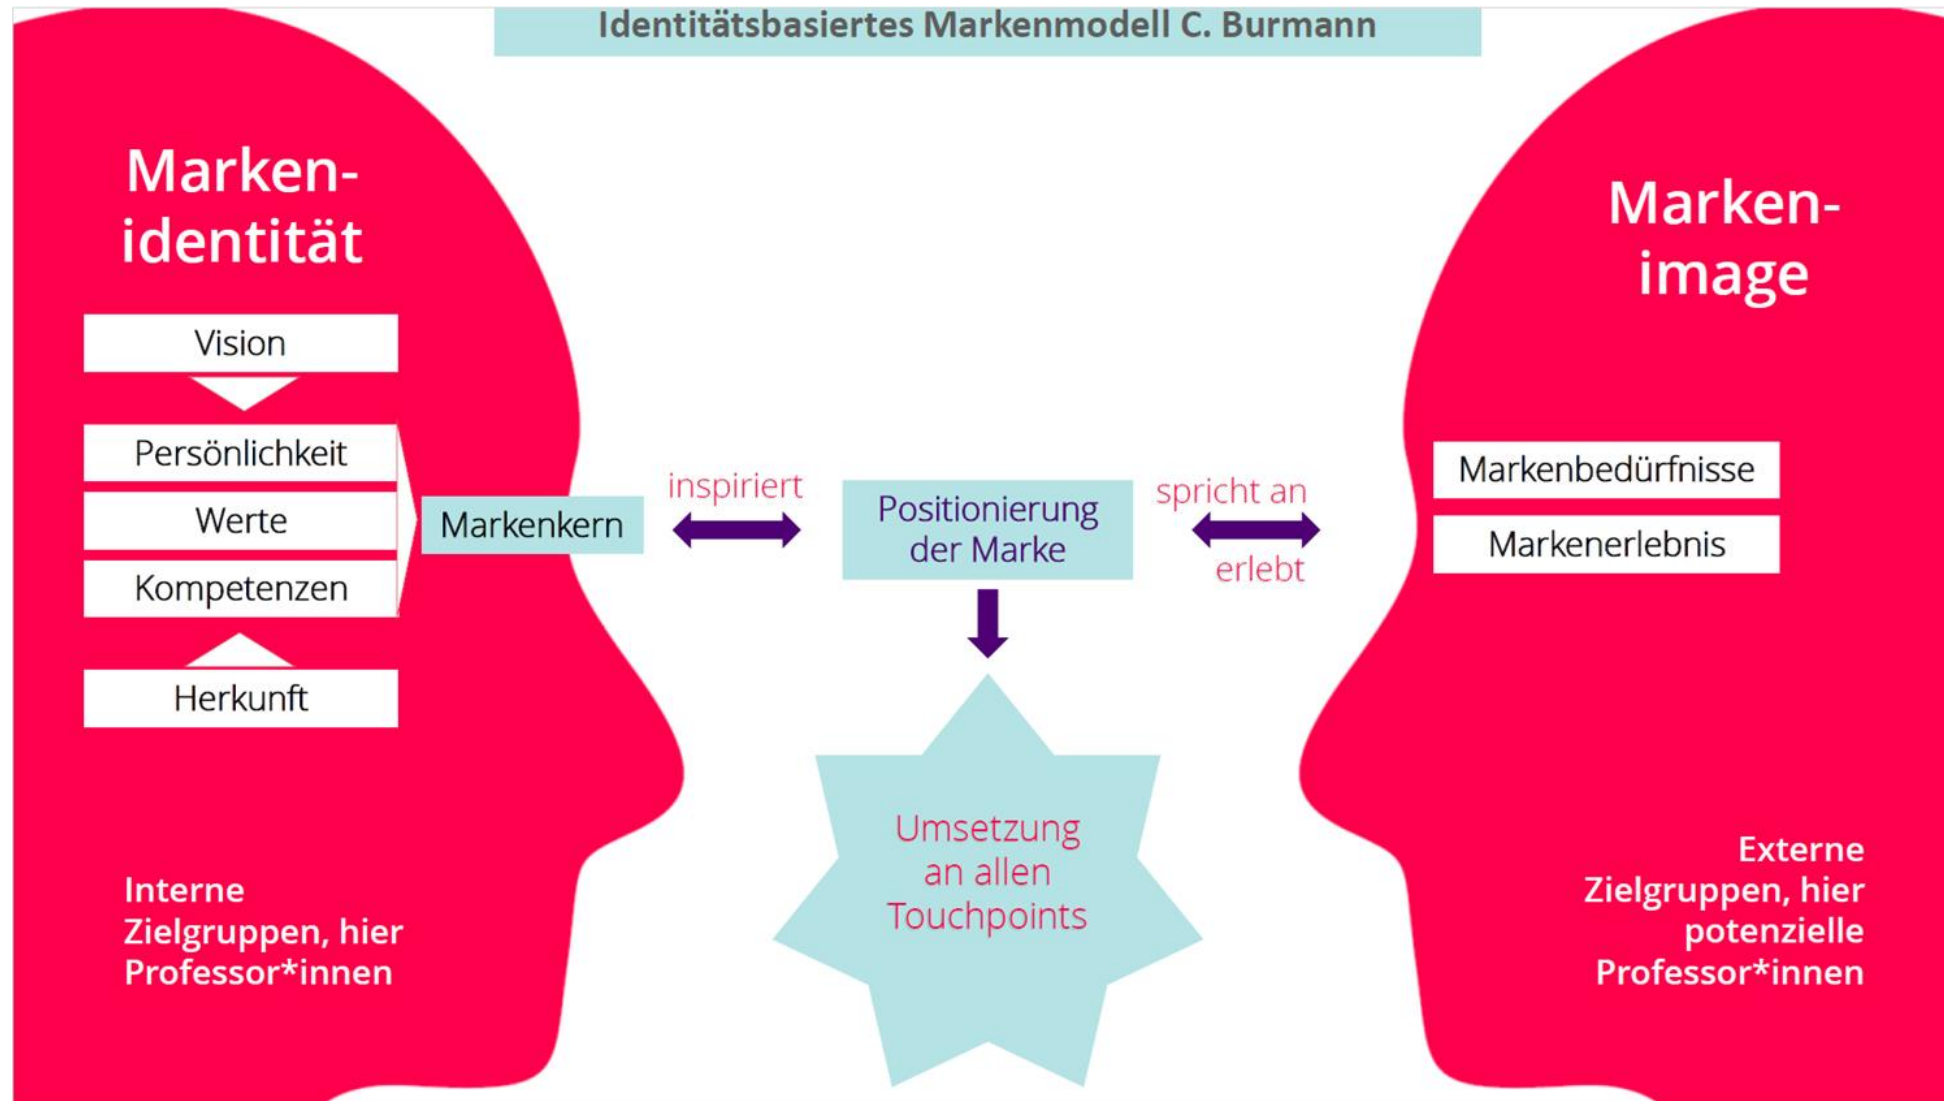 Identitätsbasiertes Markenmodell C. Burmann
Marken-
identität
Vision
Persönlichkeit
Werte
Kompetenzen
Herkunft
Markenkern
Interne
Zielgruppen, hier
Professor*innen
inspiriert
Positionierung
der Marke
spricht an
erlebt
Umsetzung
an allen
Touchpoints
Marken-
image
Markenbedürfnisse
Markenerlebnis
Externe
Zielgruppen, hier
potenzielle
Professor*innen